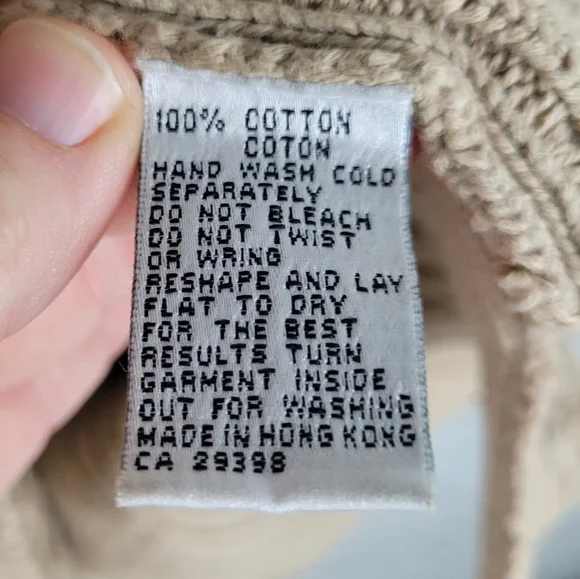 100% COTTON
COTON
HAND WASH COLD
SEPARATELY
DO NOT BLEACH
DO NOT TWIST
OR WRING
RESHAPE AND LAY
FLAT TO DRY
FOR THE BEST
RESULTS TURN
GARMENT INSIDE
OUT FOR WASHING
MADE IN HONG KONG
CA 29398